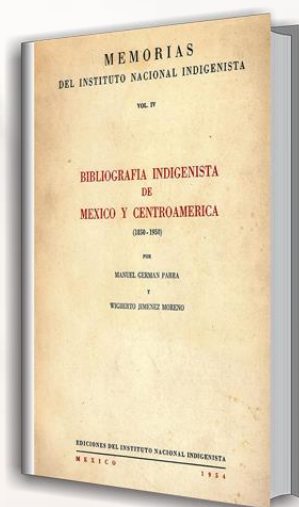 MEMORIAS
DEL INSTITUTO NACIONAL INDIGENISTA
VOL. IV
BIBLIOGRAFIA INDIGENISTA
DE
MEXICO Y CENTROAMERICA
(1850-1950)
POR
MANUEL GERMAN PARRA
Y
WIGBERTO JIMENEZ MORENO
EDICIONES DEL INSTITUTO NACIONAL INDIGENISTA
MEXICO 1954